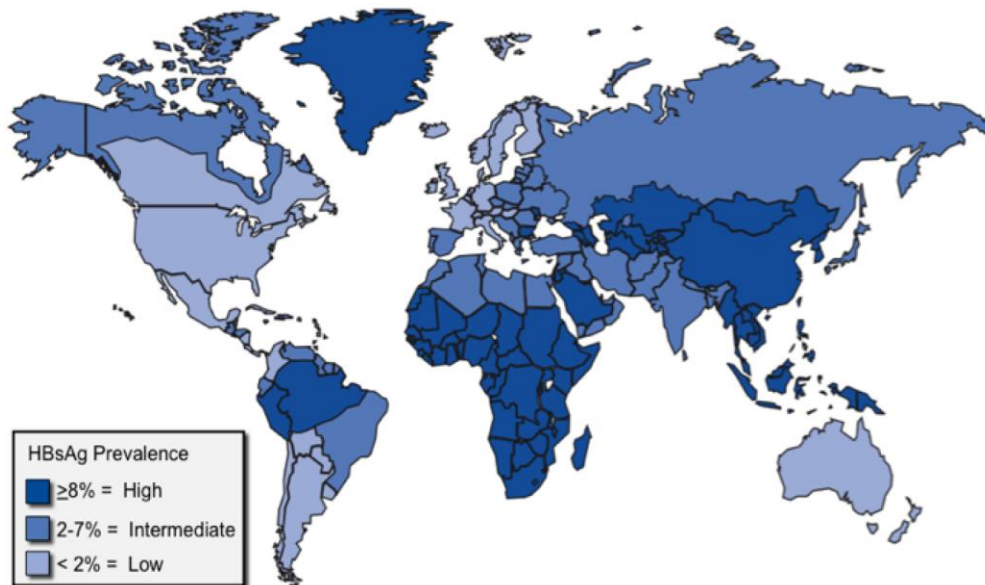 HBsAg Prevalence
≥8% = High
2-7% = Intermediate
< 2% = Low